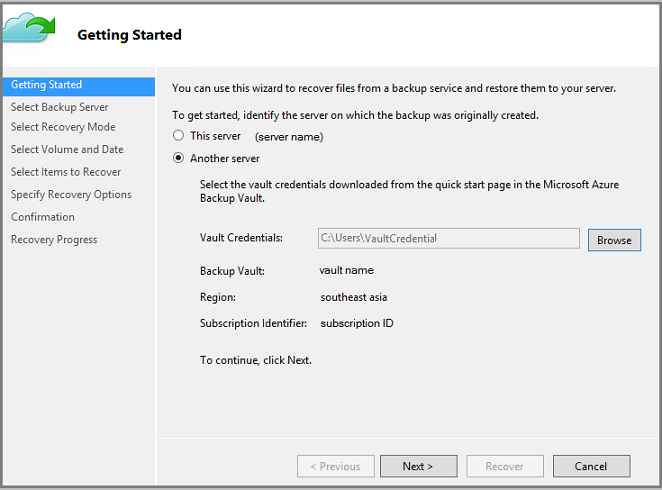 Getting Started
Getting Started
Select Backup Server
Select Recovery Mode
Select Volume and Date
Select Items to Recover
Specify Recovery Options
Confirmation
Recovery Progress
You can use this wizard to recover files from a backup service and restore them to your server.
To get started, identify the server on which the backup was originally created.
This server (server name)
Another server
Select the vault credentials downloaded from the quick start page in the Microsoft Azure
Backup Vault.
Vault Credentials: C:\Users\VaultCredential Browse
Backup Vault: vault name
Region: southeast asia
Subscription Identifier: subscription ID
To continue, click Next.
< Previous Next > Recover Cancel